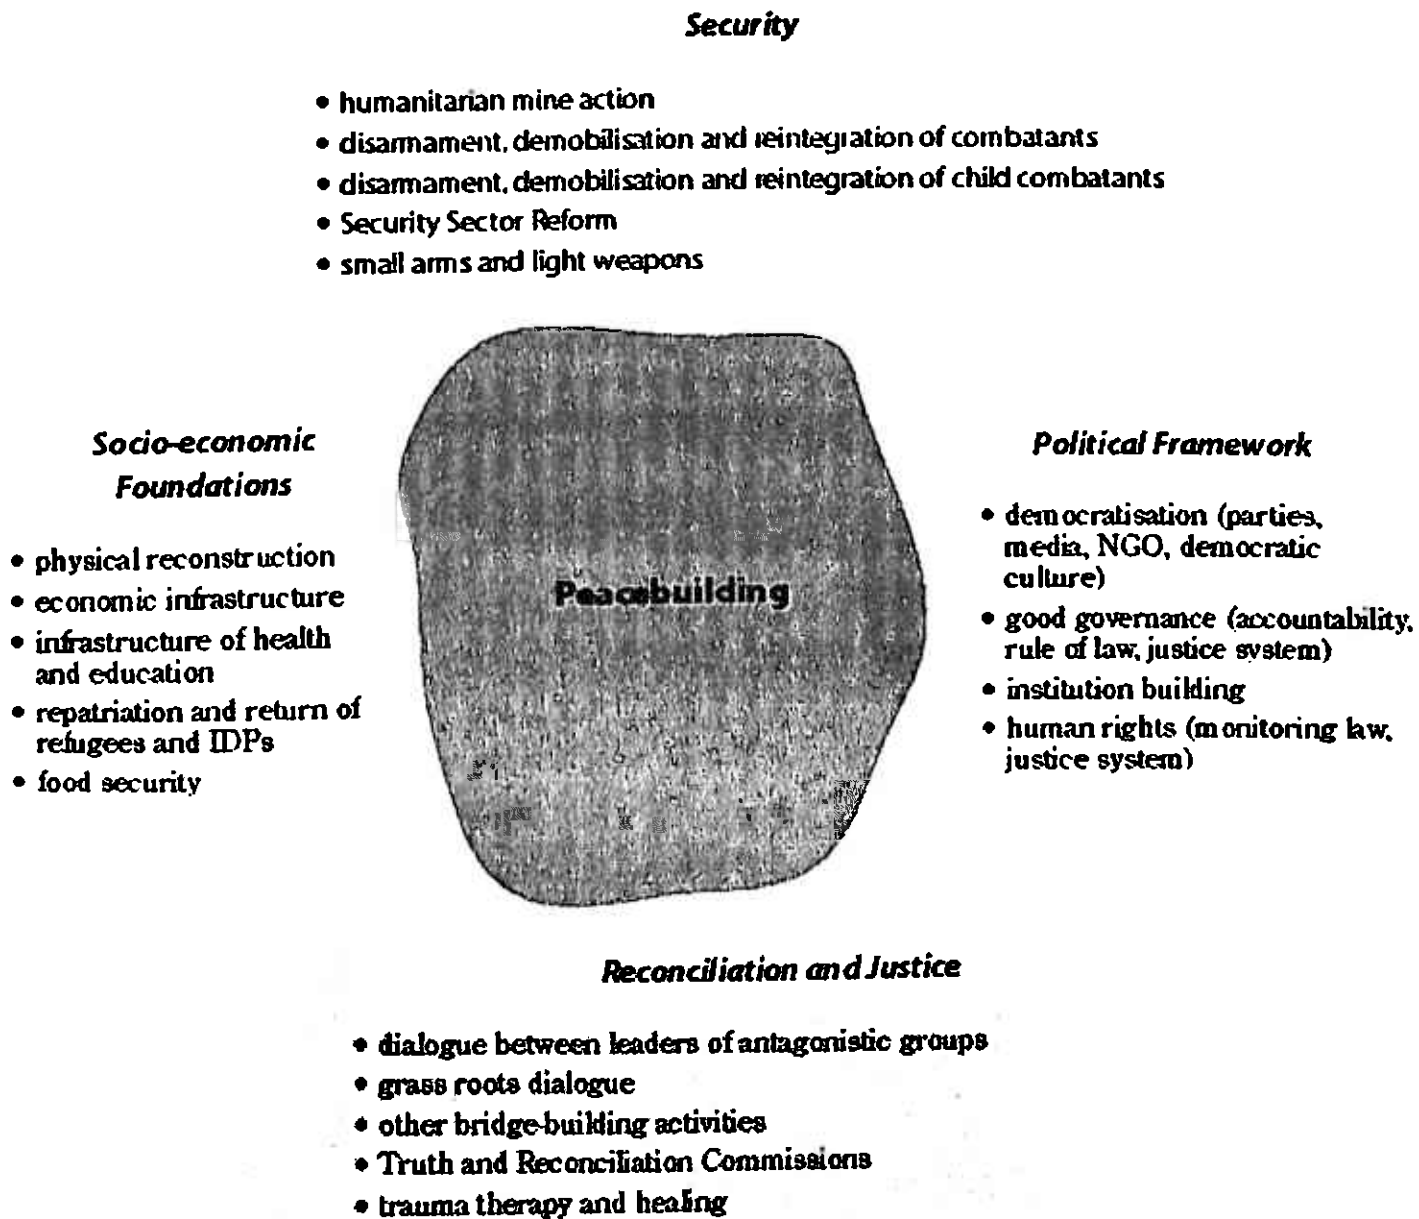 Security
• humanitarian mine action
• disarmament, demobilisation and reintegration of combatants
• disarmament, demobilisation and reintegration of child combatants
• Security Sector Reform
• small arms and light weapons
Socio-economic
Foundations
• physical reconstruction
• economic infrastructure
• infrastructure of health
and education
• repatriation and return of
refugees and IDPs
• food security
Peacebuilding
Political Framework
• democratisation (parties,
media, NGO, democratic
culture)
• good governance (accountability,
rule of law, justice system)
• institution building
• human rights (monitoring law,
justice system)
Reconciliation and Justice
• dialogue between leaders of antagonistic groups
• grass roots dialogue
• other bridge-building activities
• Truth and Reconciliation Commissions
• trauma therapy and healing